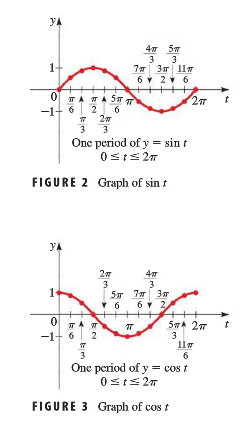 y
4π/3 5π/3
7π/6 3π/2 11π/6
1
0 π/6 π/2 5π/6 π 2π t
-1
π/3 2π/3
One period of y = sin t
0 ≤ t ≤ 2π
FIGURE 2 Graph of sin t
y
2π/3 4π/3
1
5π/6 7π/6 3π/2
0 π/6 π/2 π 5π/3 2π t
-1
π/3 11π/6
One period of y = cos t
0 ≤ t ≤ 2π
FIGURE 3 Graph of cos t